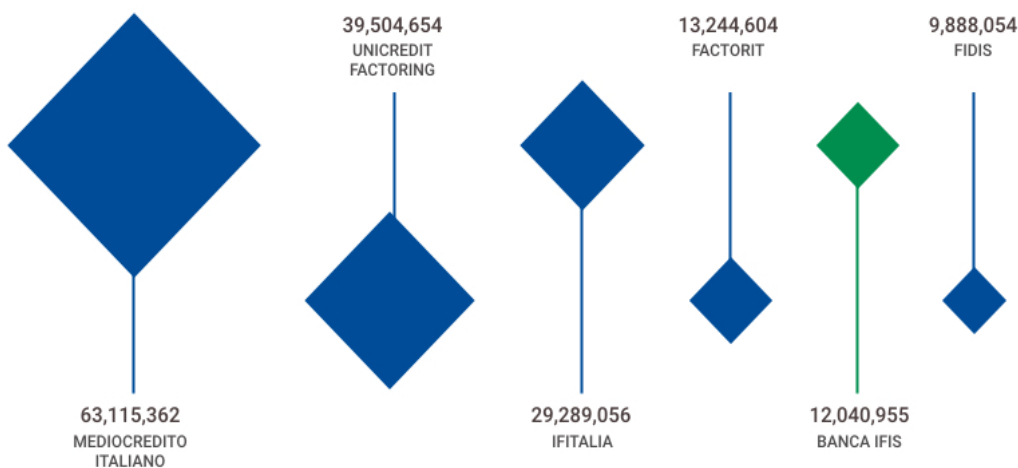 63,115,362
MEDIOCREDITO
ITALIANO
39,504,654
UNICREDIT
FACTORING
29,289,056
IFITALIA
13,244,604
FACTORIT
12,040,955
BANCA IFIS
9,888,054
FIDIS